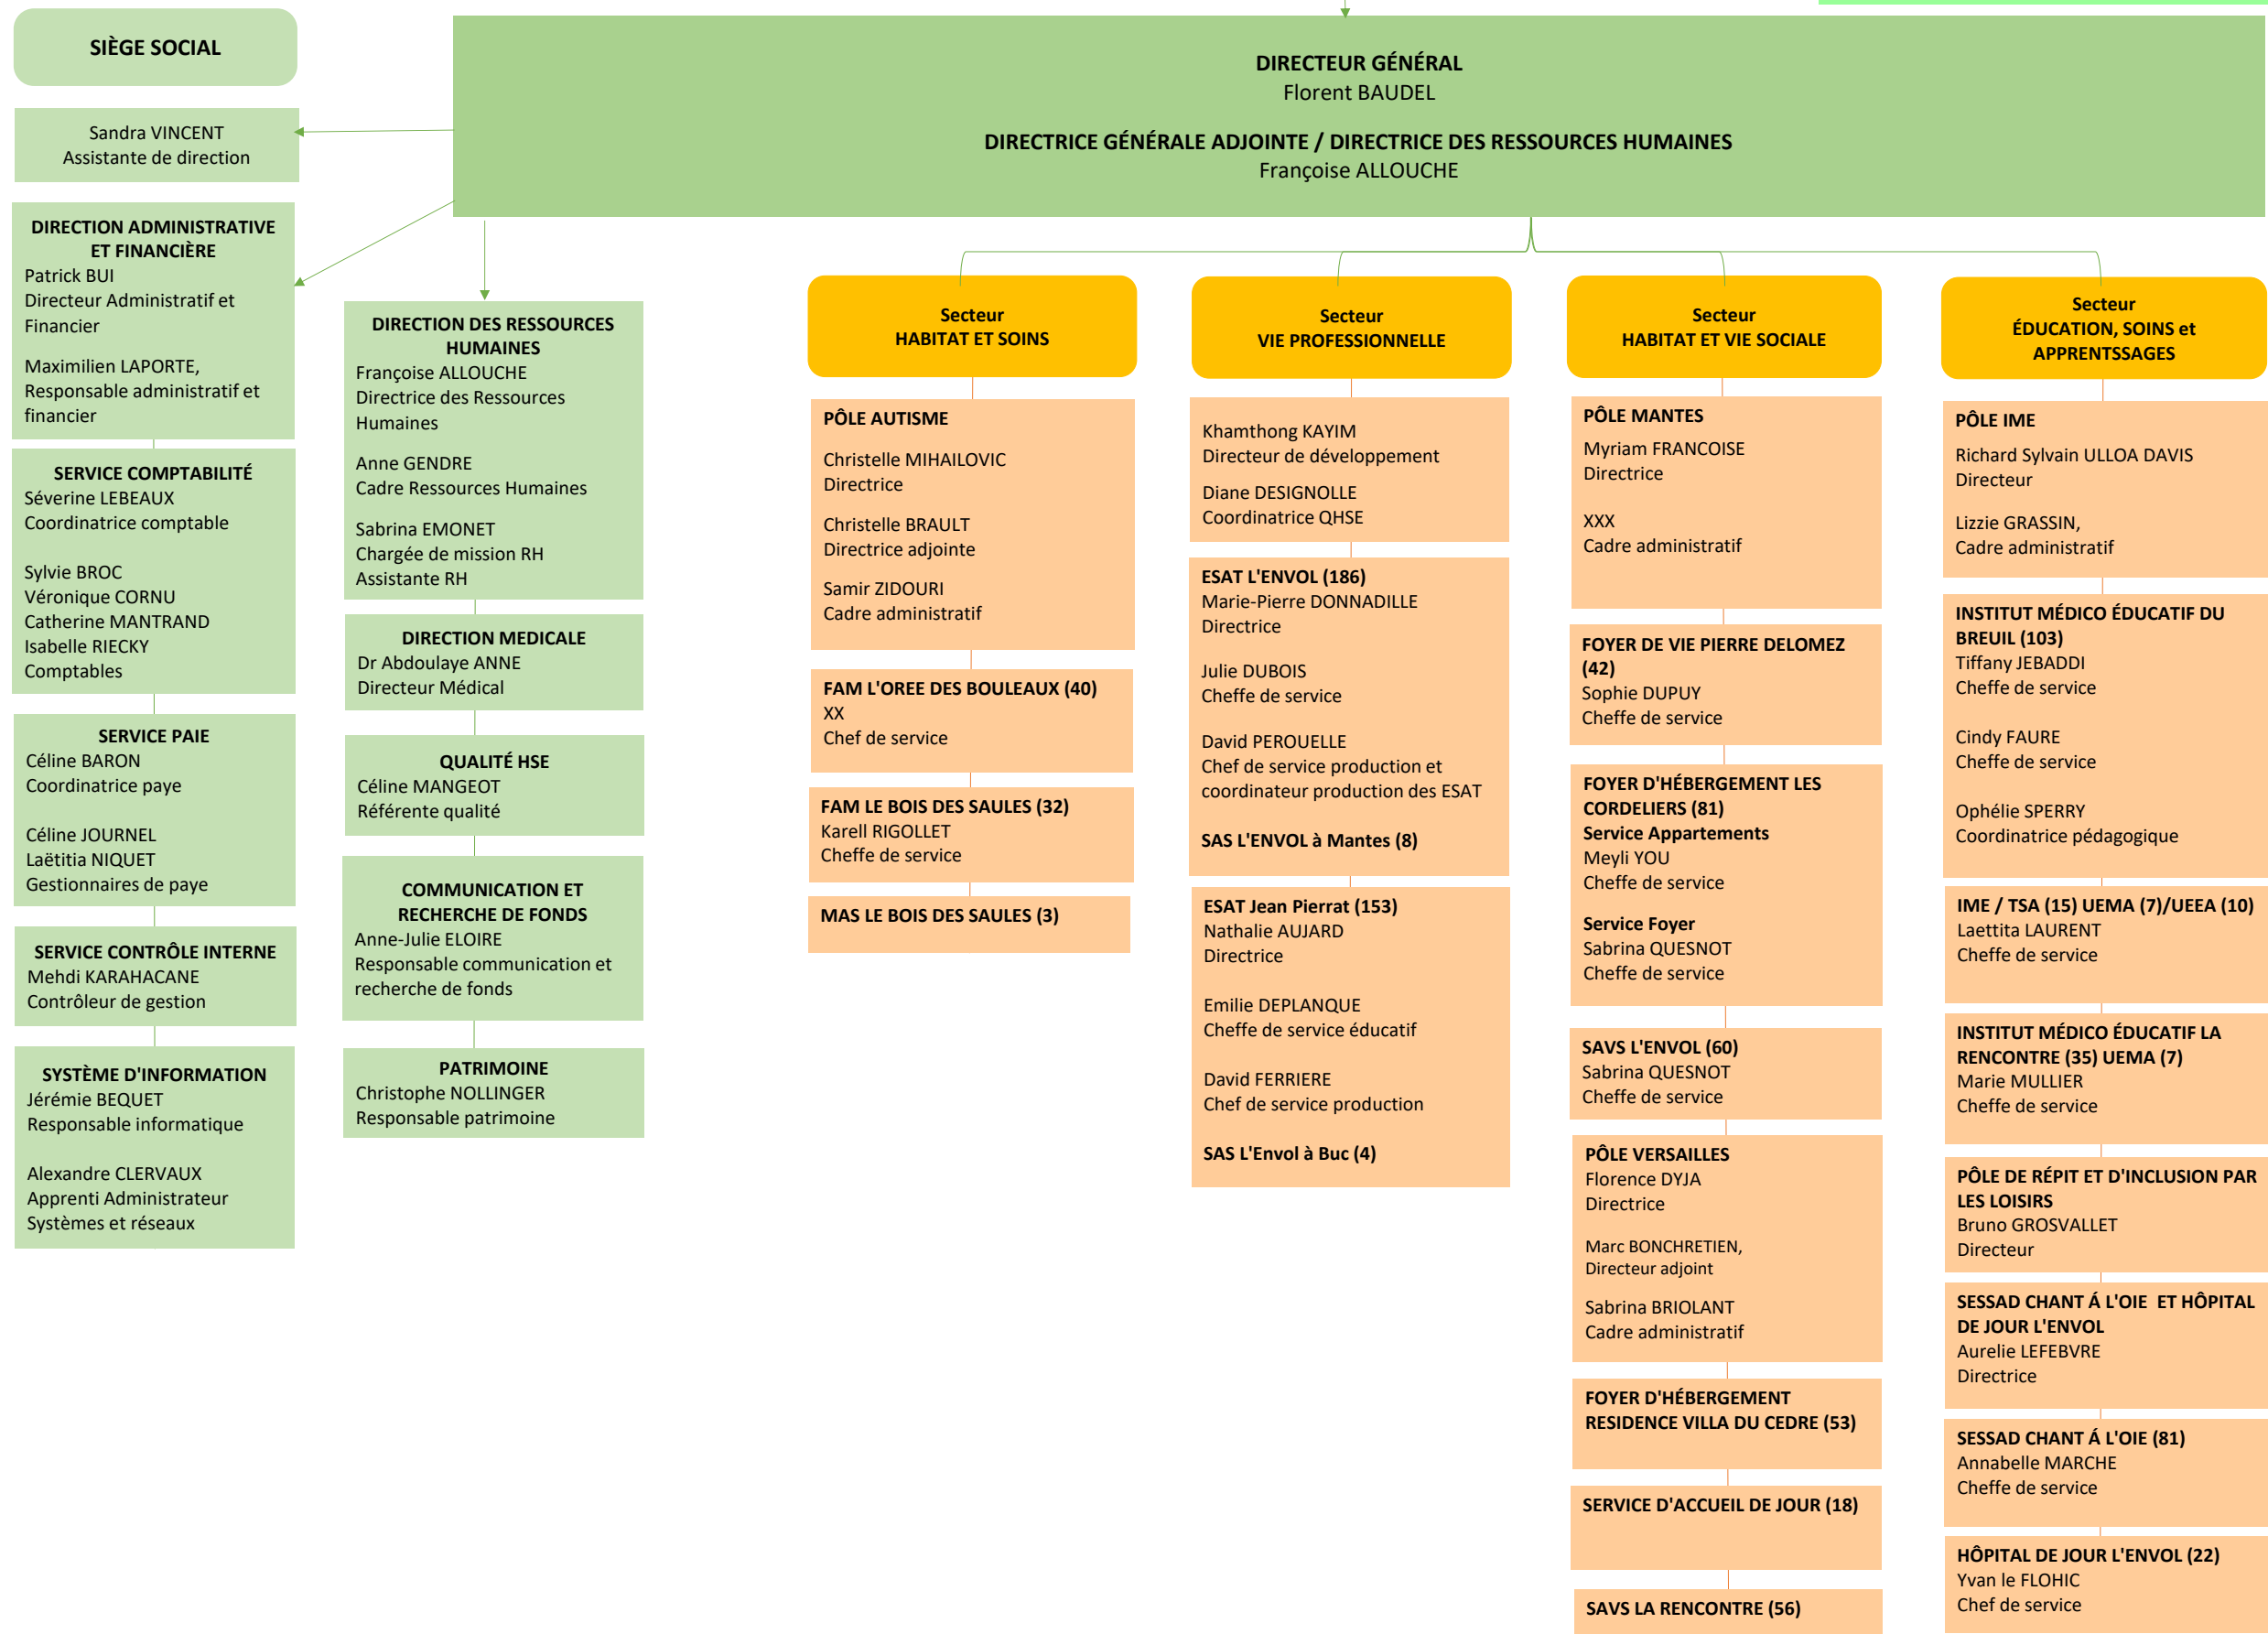 SIÈGE SOCIAL
Sandra VINCENT
Assistante de direction
DIRECTEUR GÉNÉRAL
Florent BAUDEL
DIRECTRICE GÉNÉRALE ADJOINTE / DIRECTRICE DES RESSOURCES HUMAINES
Françoise ALLOUCHE
DIRECTION ADMINISTRATIVE
ET FINANCIÈRE
Patrick BUI
Directeur Administratif et
Financier
Maximilien LAPORTE,
Responsable administratif et
financier
SERVICE COMPTABILITÉ
Séverine LEBEAUX
Coordinatrice comptable
Sylvie BROC
Véronique CORNU
Catherine MANTRAND
Isabelle RIECKY
Comptables
SERVICE PAIE
Céline BARON
Coordinatrice paye
Céline JOURNEL
Laëtitia NIQUET
Gestionnaires de paye
SERVICE CONTRÔLE INTERNE
Mehdi KARAHACANE
Contrôleur de gestion
SYSTÈME D'INFORMATION
Jérémie BEQUET
Responsable informatique
Alexandre CLERVAUX
Apprenti Administrateur
Systèmes et réseaux
DIRECTION DES RESSOURCES
HUMAINES
Françoise ALLOUCHE
Directrice des Ressources
Humaines
Anne GENDRE
Cadre Ressources Humaines
Sabrina EMONET
Chargée de mission RH
Assistante RH
DIRECTION MEDICALE
Dr Abdoulaye ANNE
Directeur Médical
QUALITÉ HSE
Céline MANGEOT
Référente qualité
COMMUNICATION ET
RECHERCHE DE FONDS
Anne-Julie ELOIRE
Responsable communication et
recherche de fonds
PATRIMOINE
Christophe NOLLINGER
Responsable patrimoine
Secteur
HABITAT ET SOINS
PÔLE AUTISME
Christelle MIHAILOVIC
Directrice
Christelle BRAULT
Directrice adjointe
Samir ZIDOURI
Cadre administratif
FAM L'OREE DES BOULEAUX (40)
XX
Chef de service
FAM LE BOIS DES SAULES (32)
Karell RIGOLLET
Cheffe de service
MAS LE BOIS DES SAULES (3)
Secteur
VIE PROFESSIONNELLE
Khamthong KAYIM
Directeur de développement
Diane DESIGNOLLE
Coordinatrice QHSE
ESAT L'ENVOL (186)
Marie-Pierre DONNADILLE
Directrice
Julie DUBOIS
Cheffe de service
David PEROUELLE
Chef de service production et
coordinateur production des ESAT
SAS L'ENVOL à Mantes (8)
ESAT Jean Pierrat (153)
Nathalie AUJARD
Directrice
Emilie DEPLANQUE
Cheffe de service éducatif
David FERRIERE
Chef de service production
SAS L'Envol à Buc (4)
Secteur
HABITAT ET VIE SOCIALE
PÔLE MANTES
Myriam FRANCOISE
Directrice
XXX
Cadre administratif
FOYER DE VIE PIERRE DELOMEZ
(42)
Sophie DUPUY
Cheffe de service
FOYER D'HÉBERGEMENT LES
CORDELIERS (81)
Service Appartements
Meyli YOU
Cheffe de service
Service Foyer
Sabrina QUESNOT
Cheffe de service
SAVS L'ENVOL (60)
Sabrina QUESNOT
Cheffe de service
PÔLE VERSAILLES
Florence DYJA
Directrice
Marc BONCHRETIEN,
Directeur adjoint
Sabrina BRIOLANT
Cadre administratif
FOYER D'HÉBERGEMENT
RESIDENCE VILLA DU CEDRE (53)
SERVICE D'ACCUEIL DE JOUR (18)
SAVS LA RENCONTRE (56)
Secteur
ÉDUCATION, SOINS et
APPRENTSSAGES
PÔLE IME
Richard Sylvain ULLOA DAVIS
Directeur
Lizzie GRASSIN,
Cadre administratif
INSTITUT MÉDICO ÉDUCATIF DU
BREUIL (103)
Tiffany JEBADDI
Cheffe de service
Cindy FAURE
Cheffe de service
Ophélie SPERRY
Coordinatrice pédagogique
IME / TSA (15) UEMA (7)/UEEA (10)
Laettita LAURENT
Cheffe de service
INSTITUT MÉDICO ÉDUCATIF LA
RENCONTRE (35) UEMA (7)
Marie MULLIER
Cheffe de service
PÔLE DE RÉPIT ET D'INCLUSION PAR
LES LOISIRS
Bruno GROSVALLET
Directeur
SESSAD CHANT Á L'OIE  ET HÔPITAL
DE JOUR L'ENVOL
Aurelie LEFEBVRE
Directrice
SESSAD CHANT Á L'OIE (81)
Annabelle MARCHE
Cheffe de service
HÔPITAL DE JOUR L'ENVOL (22)
Yvan le FLOHIC
Chef de service